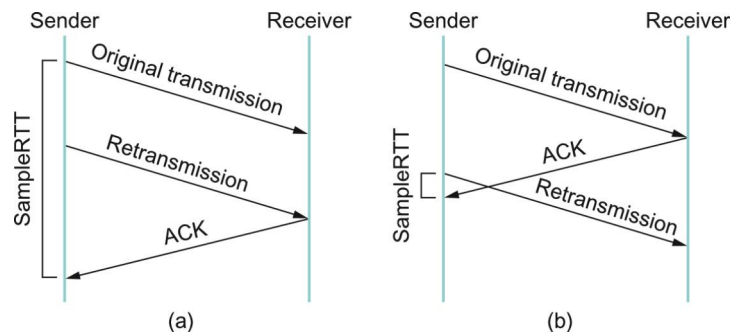 Sender
Receiver
Original transmission
Retransmission
ACK
SampleRTT
(a)
Sender
Receiver
Original transmission
ACK
Retransmission
SampleRTT
(b)